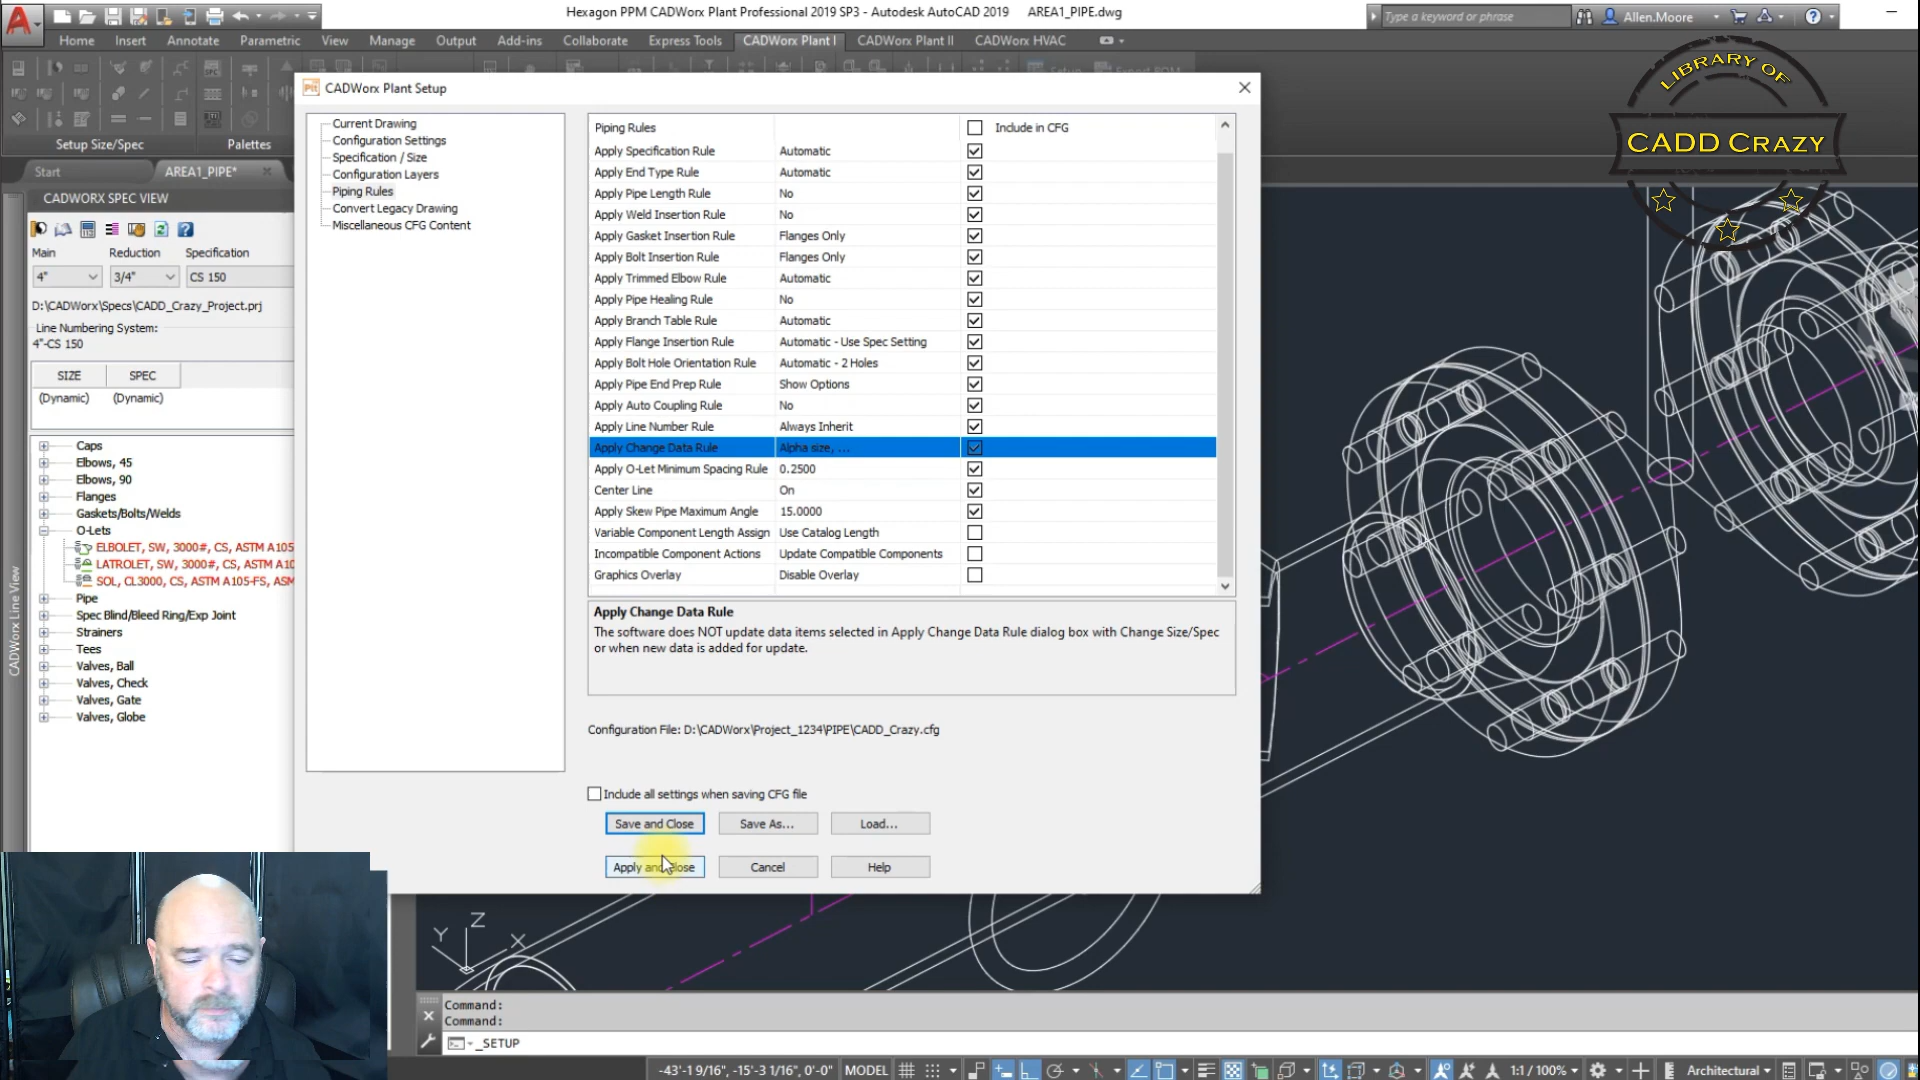 Hexagon PPM CADWorx Plant Professional 2019 SP3 - Autodesk AutoCAD 2019 AREA1_PIPE.dwg
Type a keyword or phrase
Allen.Moore
Home Insert Annotate Parametric View Manage Output Add-ins Collaborate Express Tools CADWorx Plant I CADWorx Plant II CADWorx HVAC
Setup Size/Spec Palettes
Start AREA1_PIPE*
LIBRARY OF
CADD Crazy
CADWORX SPEC VIEW
Main Reduction Specification
4" 3/4" CS 150
D:\CADWorx\Specs\CADD_Crazy_Project.prj
Line Numbering System:
4"-CS 150
SIZE SPEC
(Dynamic) (Dynamic)
Caps
Elbows, 45
Elbows, 90
Flanges
Gaskets/Bolts/Welds
O-Lets
ELBOLET, SW, 3000#, CS, ASTM A105
LATROLET, SW, 3000#, CS, ASTM A10
SOL, CL3000, CS, ASTM A105-FS, ASM
Pipe
Spec Blind/Bleed Ring/Exp Joint
Strainers
Tees
Valves, Ball
Valves, Check
Valves, Gate
Valves, Globe
CADWorx Line View
CADWorx Plant Setup
Current Drawing
Configuration Settings
Specification / Size
Configuration Layers
Piping Rules
Convert Legacy Drawing
Miscellaneous CFG Content
Piping Rules Include in CFG
Apply Specification Rule Automatic
Apply End Type Rule Automatic
Apply Pipe Length Rule No
Apply Weld Insertion Rule No
Apply Gasket Insertion Rule Flanges Only
Apply Bolt Insertion Rule Flanges Only
Apply Trimmed Elbow Rule Automatic
Apply Pipe Healing Rule No
Apply Branch Table Rule Automatic
Apply Flange Insertion Rule Automatic - Use Spec Setting
Apply Bolt Hole Orientation Rule Automatic - 2 Holes
Apply Pipe End Prep Rule Show Options
Apply Auto Coupling Rule No
Apply Line Number Rule Always Inherit
Apply Change Data Rule Alpha size, ...
Apply O-Let Minimum Spacing Rule 0.2500
Center Line On
Apply Skew Pipe Maximum Angle 15.0000
Variable Component Length Assign Use Catalog Length
Incompatible Component Actions Update Compatible Components
Graphics Overlay Disable Overlay
Apply Change Data Rule
The software does NOT update data items selected in Apply Change Data Rule dialog box with Change Size/Spec
or when new data is added for update.
Configuration File: D:\CADWorx\Project_1234\PIPE\CADD_Crazy.cfg
Include all settings when saving CFG file
Save and Close Save As... Load...
Apply and Close Cancel Help
Z
Y X
Command:
Command:
_SETUP
-43'-1 9/16", -15'-3 1/16", 0'-0" MODEL 1:1 / 100% Architectural